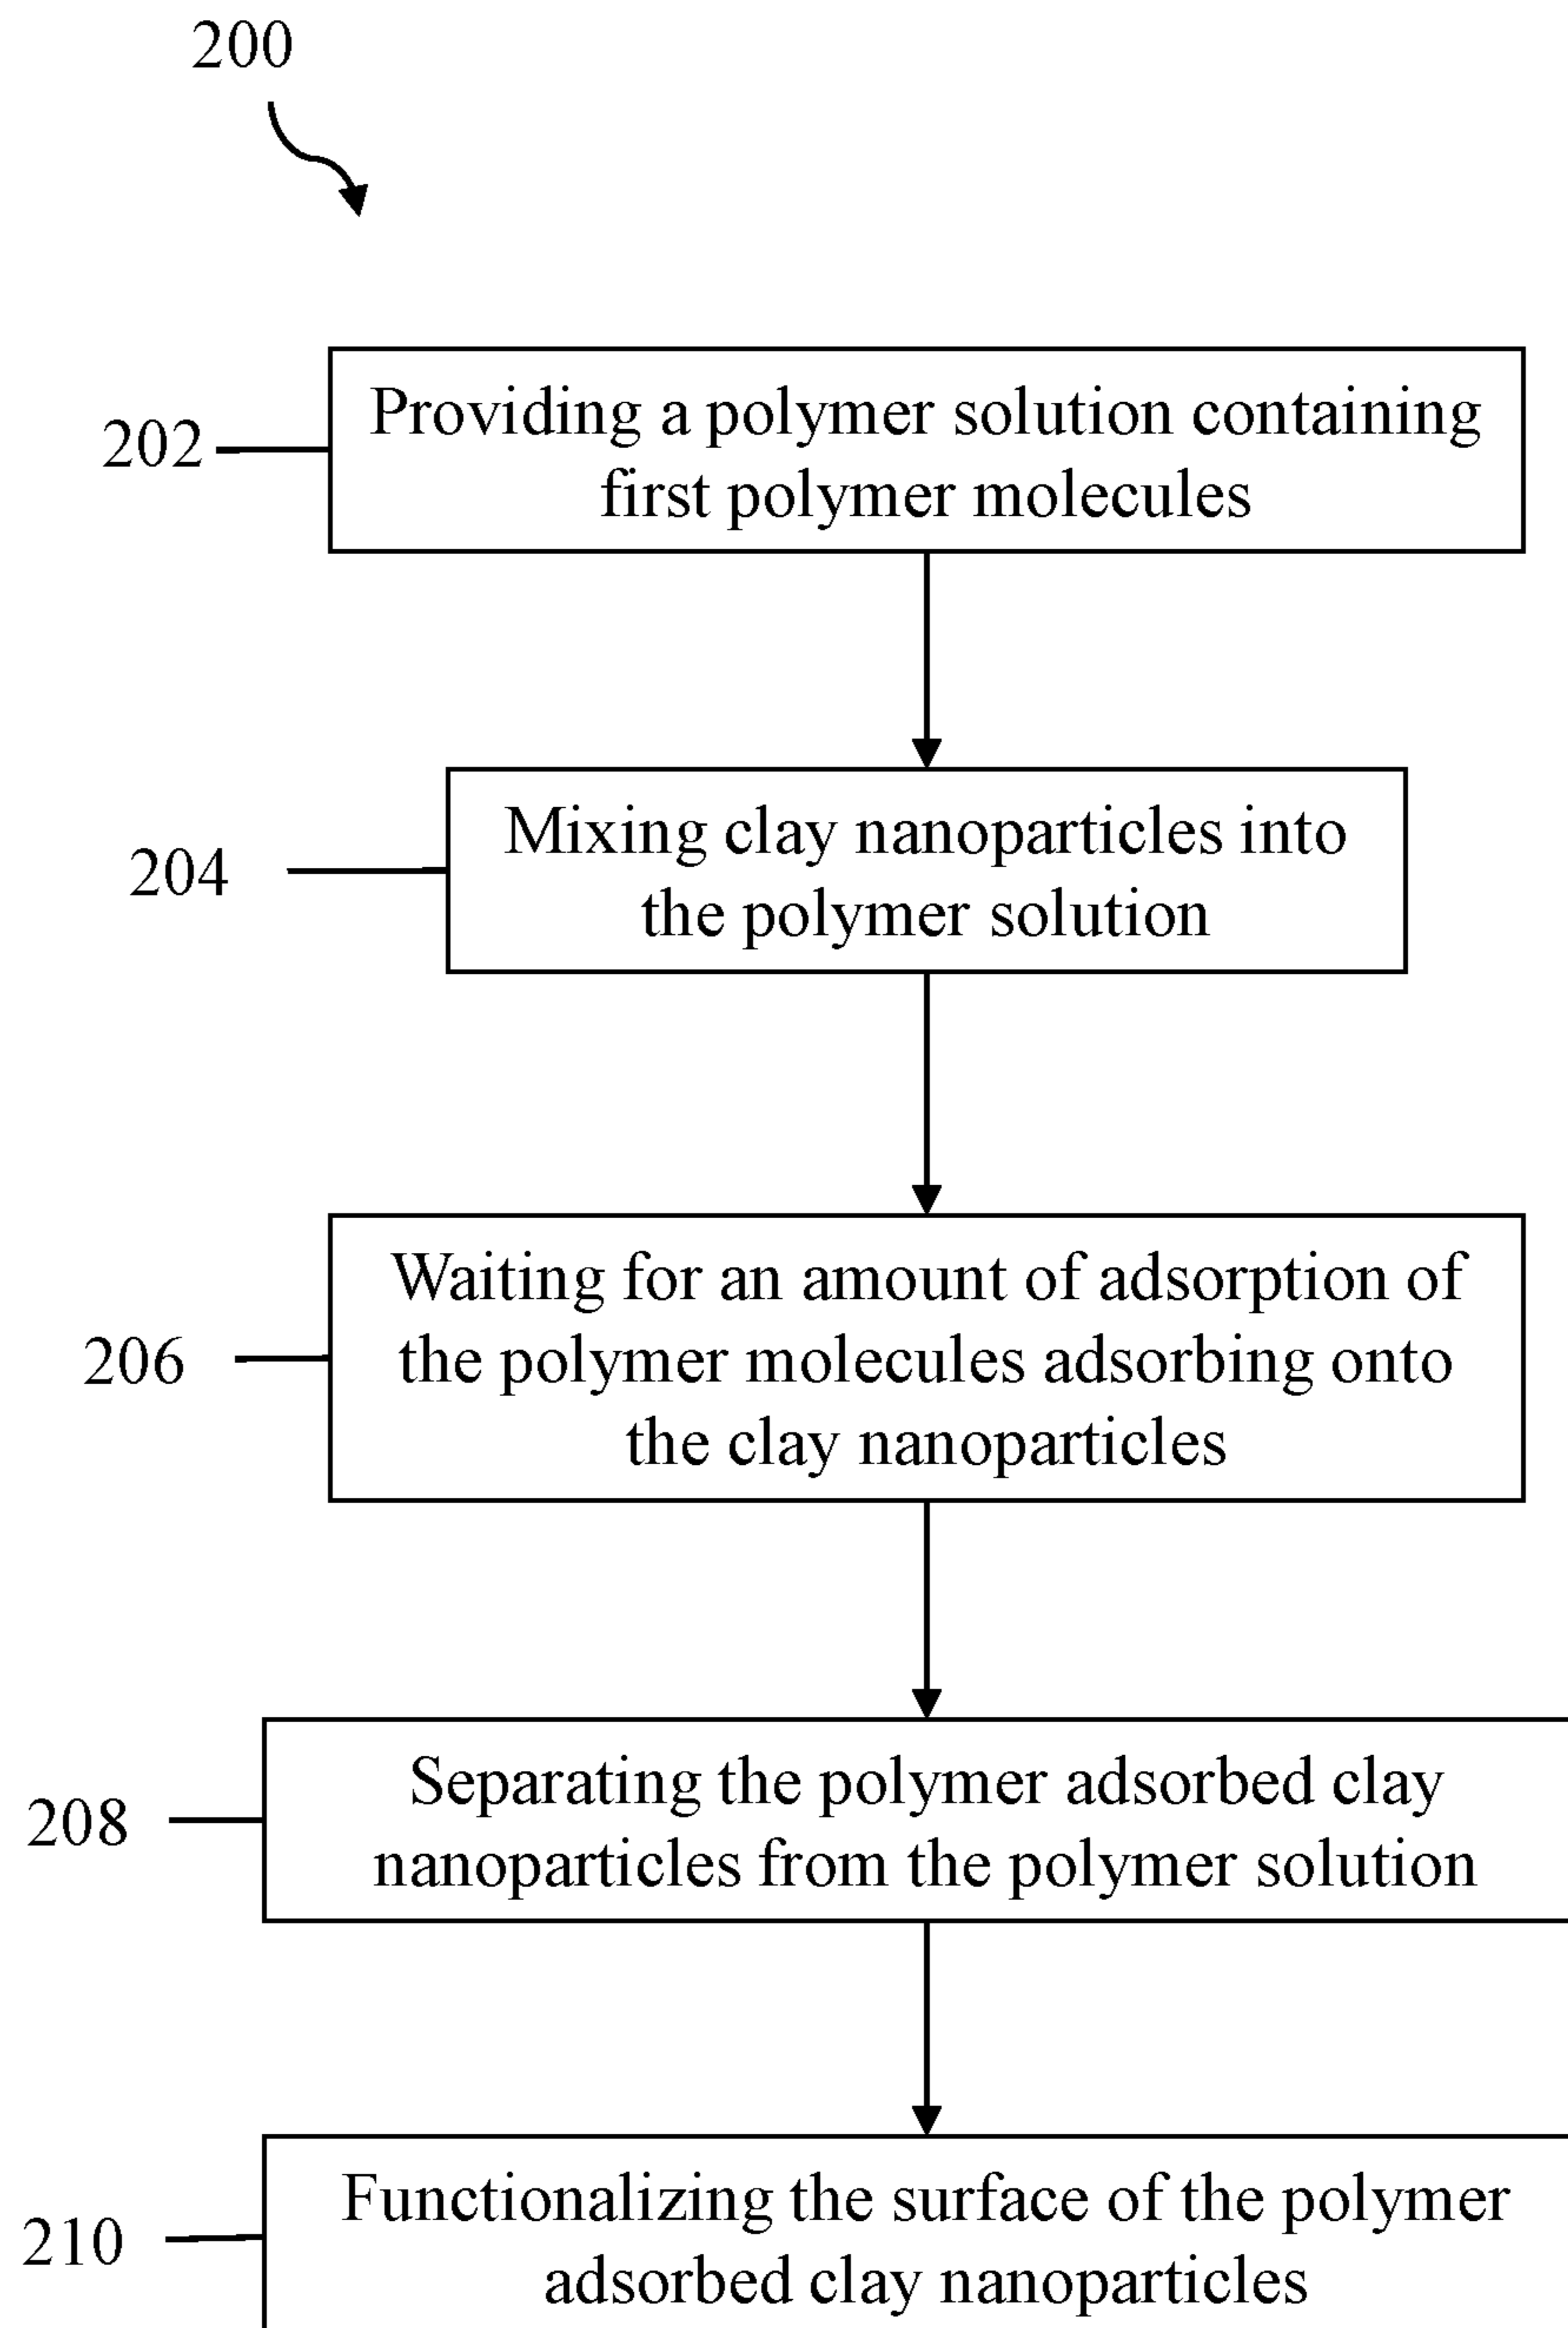 200
202
Providing a polymer solution containing
first polymer molecules
204
Mixing clay nanoparticles into
the polymer solution
206
Waiting for an amount of adsorption of
the polymer molecules adsorbing onto
the clay nanoparticles
208
Separating the polymer adsorbed clay
nanoparticles from the polymer solution
210
Functionalizing the surface of the polymer
adsorbed clay nanoparticles